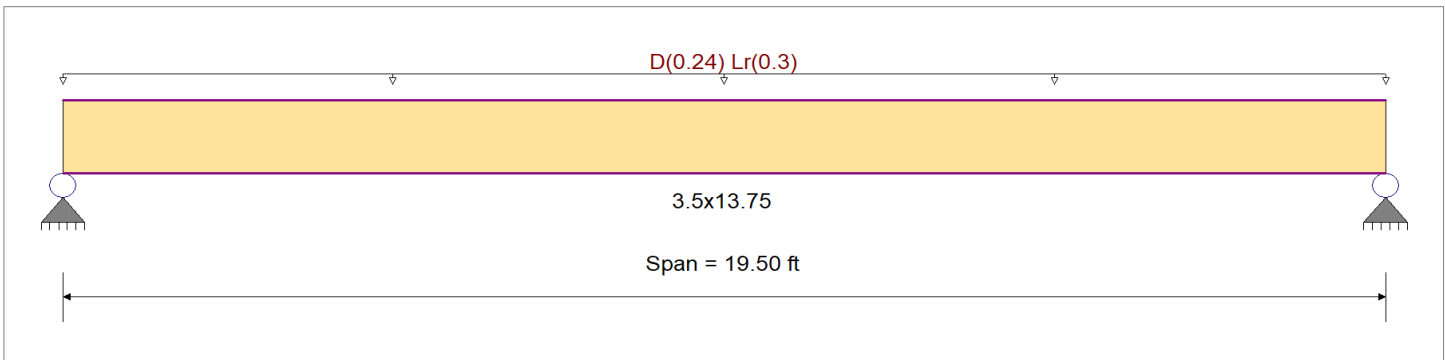 D(0.24) Lr(0.3)
3.5x13.75
Span = 19.50 ft